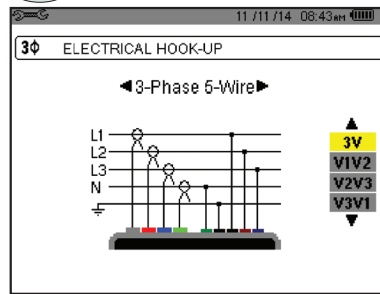 11 /11 /14 08:43AM
3Φ ELECTRICAL HOOK-UP
◄3-Phase 5-Wire►
L1
L2
L3
N
3V
V1V2
V2V3
V3V1